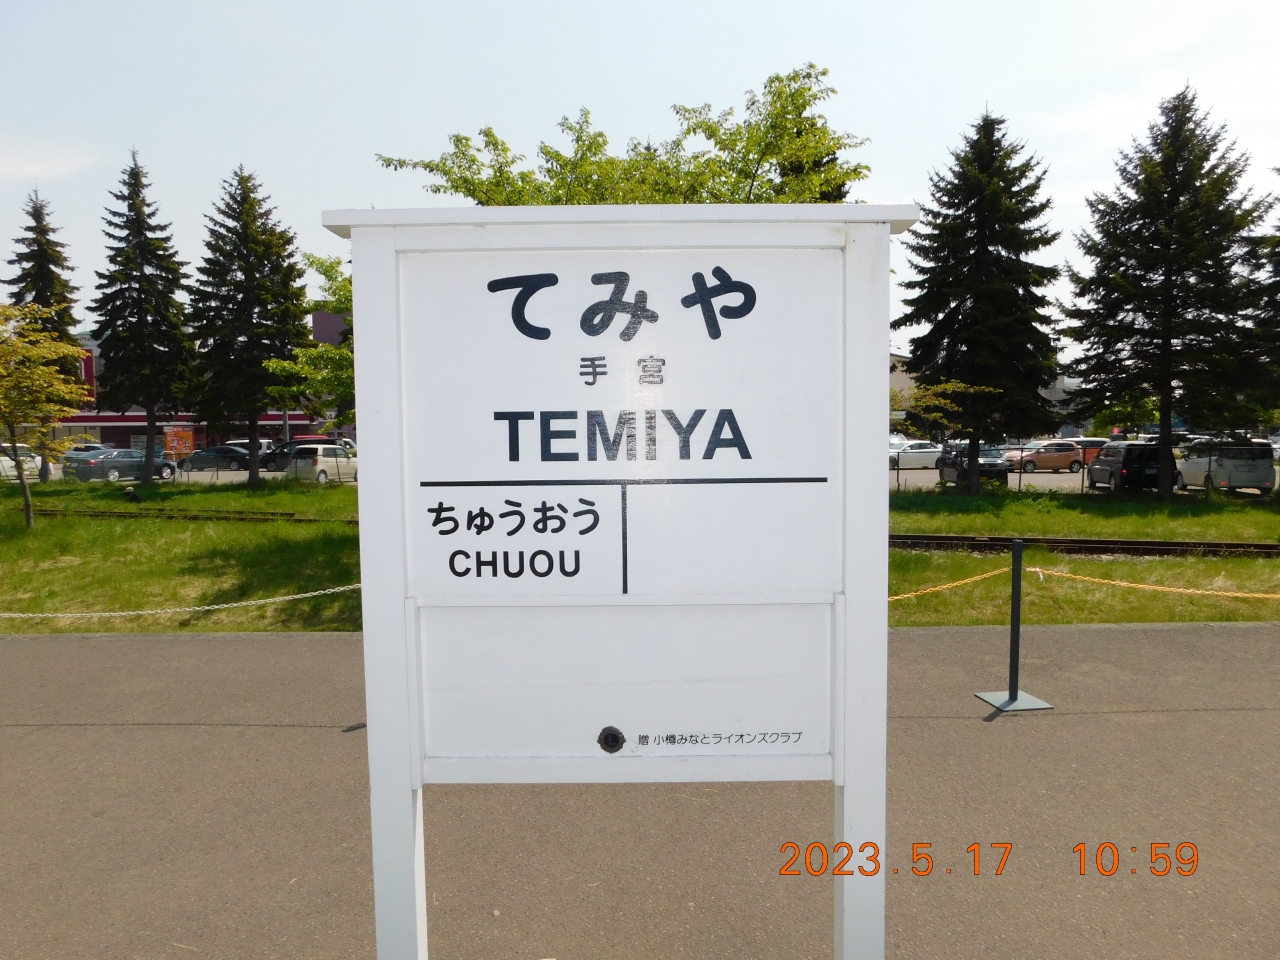 てみや
手宮
TEMIYA
ちゅうおう
CHUOU
贈 小樽みなとライオンズクラブ
2023.5.17 10:59